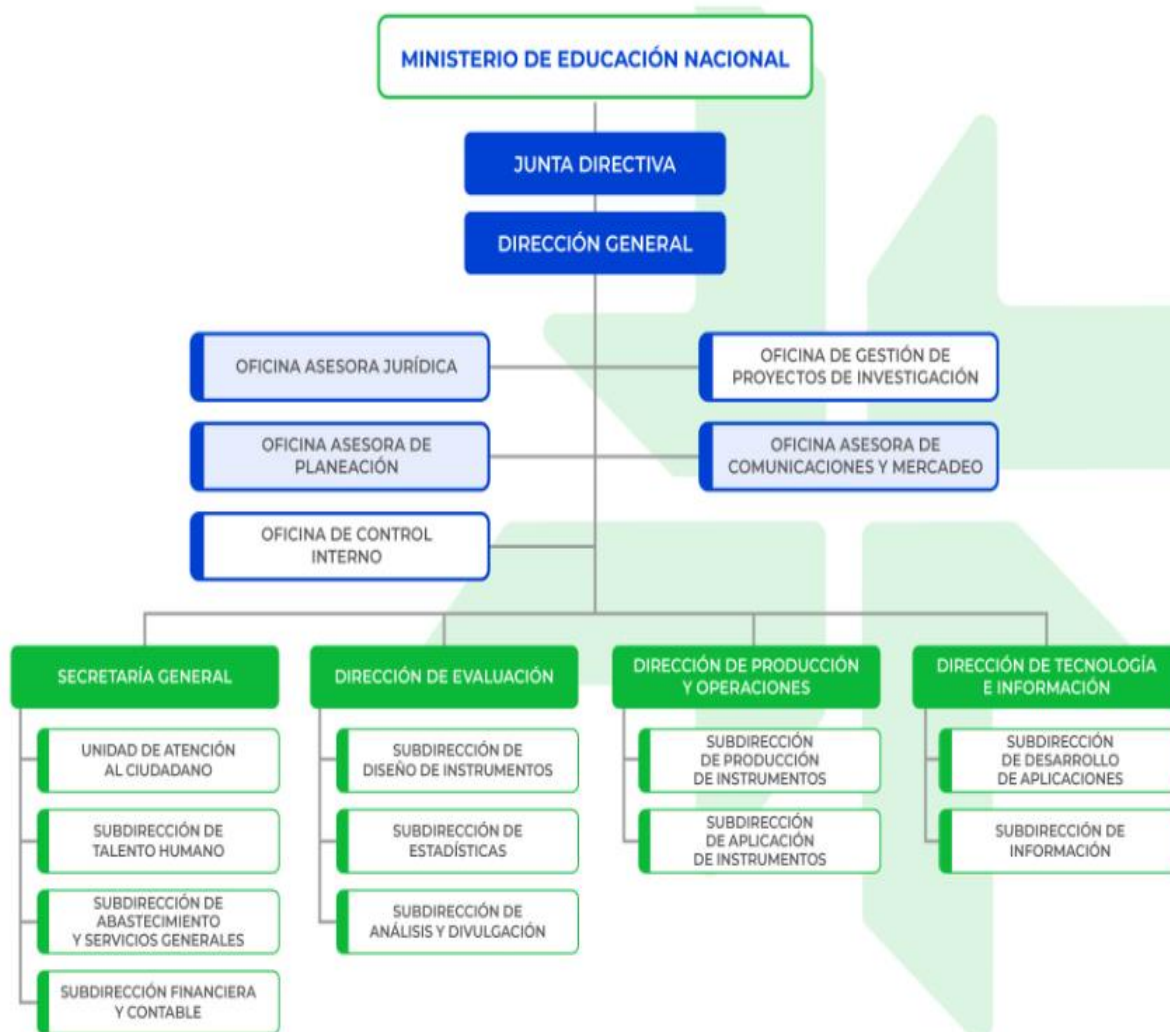 MINISTERIO DE EDUCACIÓN NACIONAL
JUNTA DIRECTIVA
DIRECCIÓN GENERAL
OFICINA ASESORA JURÍDICA
OFICINA DE GESTIÓN DE
PROYECTOS DE INVESTIGACIÓN
OFICINA ASESORA DE
PLANEACIÓN
OFICINA ASESORA DE
COMUNICACIONES Y MERCADEO
OFICINA DE CONTROL
INTERNO
SECRETARÍA GENERAL
UNIDAD DE ATENCIÓN
AL CIUDADANO
SUBDIRECCIÓN DE
TALENTO HUMANO
SUBDIRECCIÓN DE
ABASTECIMIENTO
Y SERVICIOS GENERALES
SUBDIRECCIÓN FINANCIERA
Y CONTABLE
DIRECCIÓN DE EVALUACIÓN
SUBDIRECCIÓN DE
DISEÑO DE INSTRUMENTOS
SUBDIRECCIÓN DE
ESTADÍSTICAS
SUBDIRECCIÓN DE
ANÁLISIS Y DIVULGACIÓN
DIRECCIÓN DE PRODUCCIÓN
Y OPERACIONES
SUBDIRECCIÓN
DE PRODUCCIÓN
DE INSTRUMENTOS
SUBDIRECCIÓN
DE APLICACIÓN
DE INSTRUMENTOS
DIRECCIÓN DE TECNOLOGÍA
E INFORMACIÓN
SUBDIRECCIÓN
DE DESARROLLO
DE APLICACIONES
SUBDIRECCIÓN DE
INFORMACIÓN